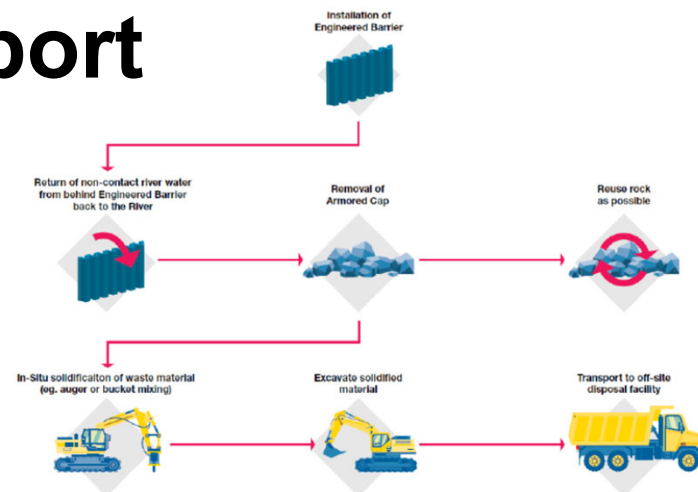 port
Installation of
Engineered Barrier
Return of non-contact river water
from behind Engineered Barrier
back to the River
Removal of
Armored Cap
Reuse rock
as possible
In-Situ solidificaiton of waste material
(eg. auger or bucket mixing)
Excavate solidified
material
Transport to off-site
disposal facility